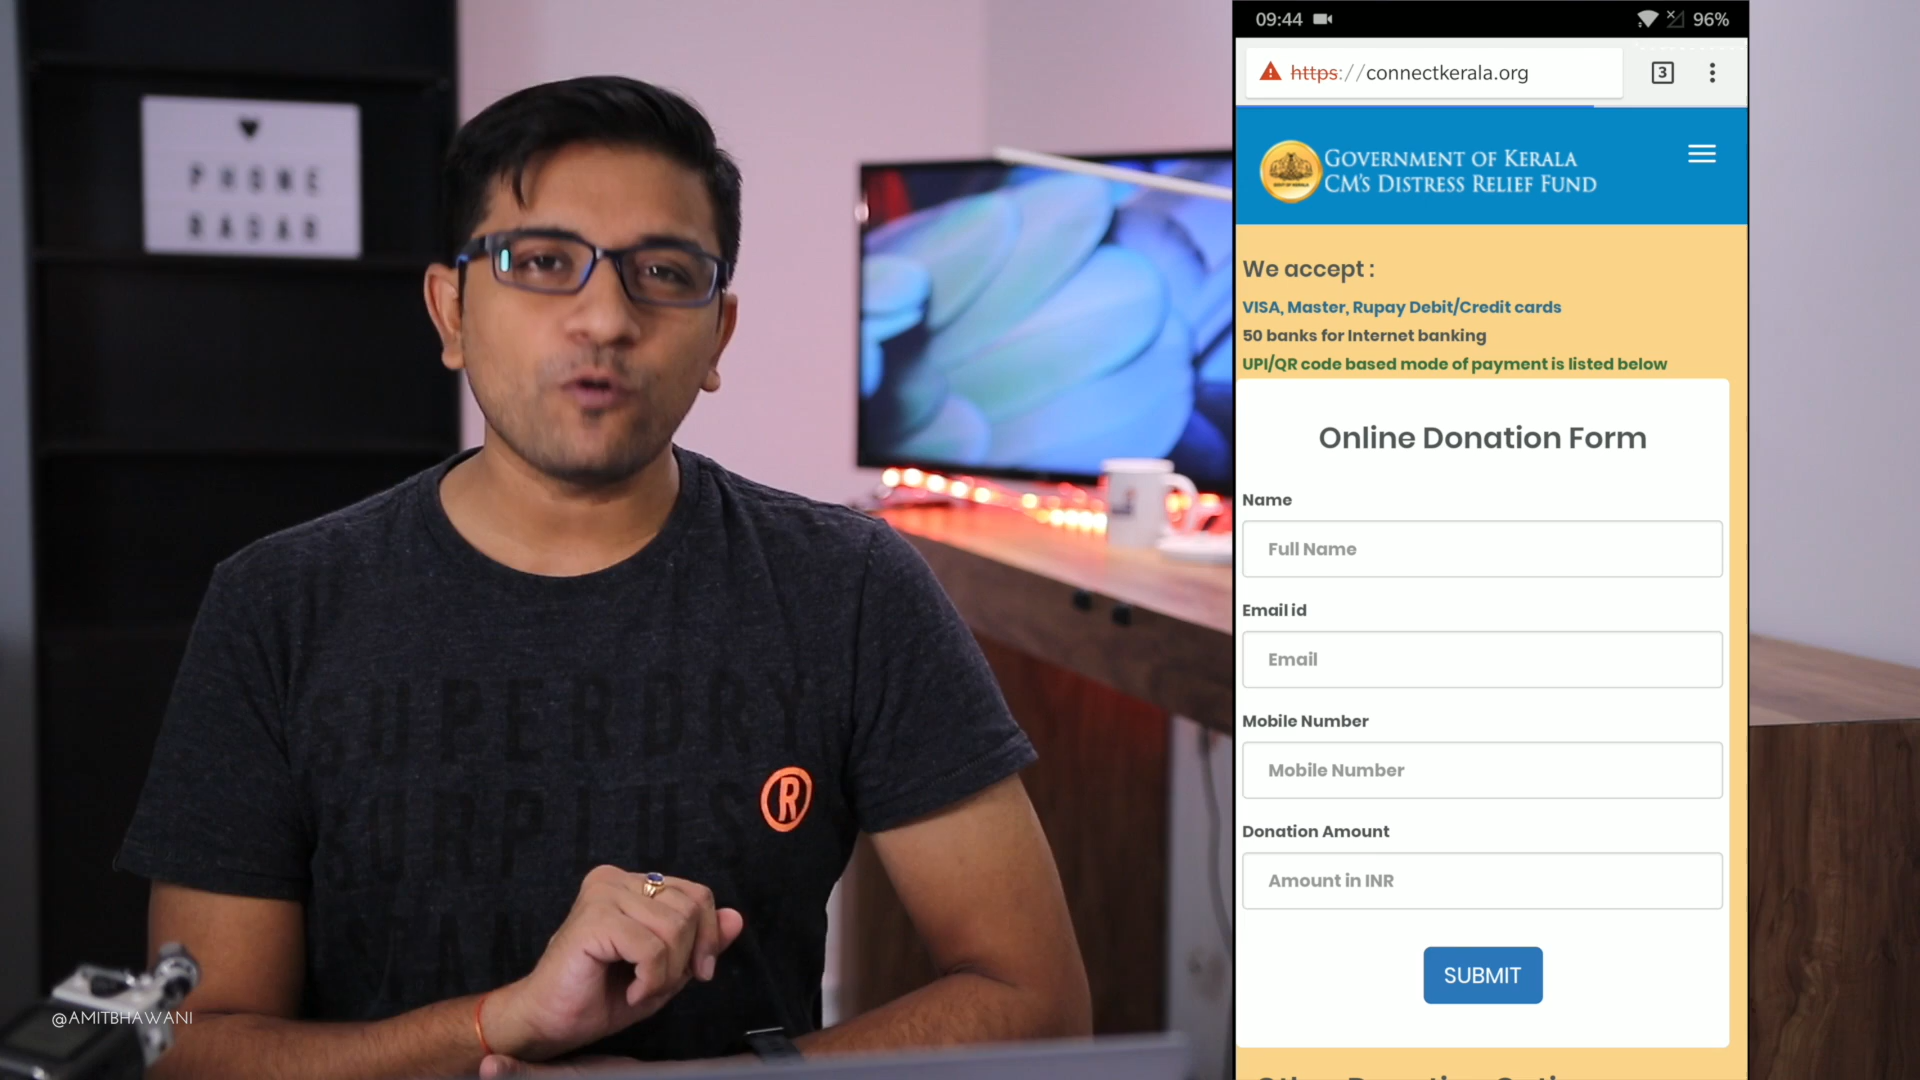 PHONE
RADAR
SUPERDRY
SURPLUS
R
@AMITBHAWANI
09:44
96%
https://connectkerala.org
3
GOVERNMENT OF KERALA
CM'S DISTRESS RELIEF FUND
We accept :
VISA, Master, Rupay Debit/Credit cards
50 banks for Internet banking
UPI/QR code based mode of payment is listed below
Online Donation Form
Name
Full Name
Email id
Email
Mobile Number
Mobile Number
Donation Amount
Amount in INR
SUBMIT